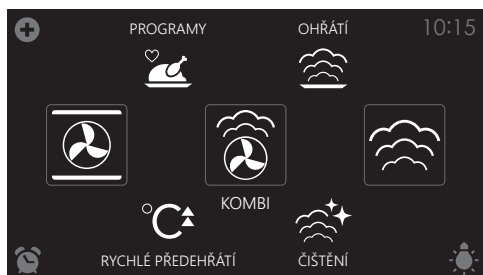 PROGRAMY
OHŘÁTÍ
10:15
°C
KOMBI
RYCHLÉ PŘEDEHŘÁTÍ
ČIŠTĚNÍ